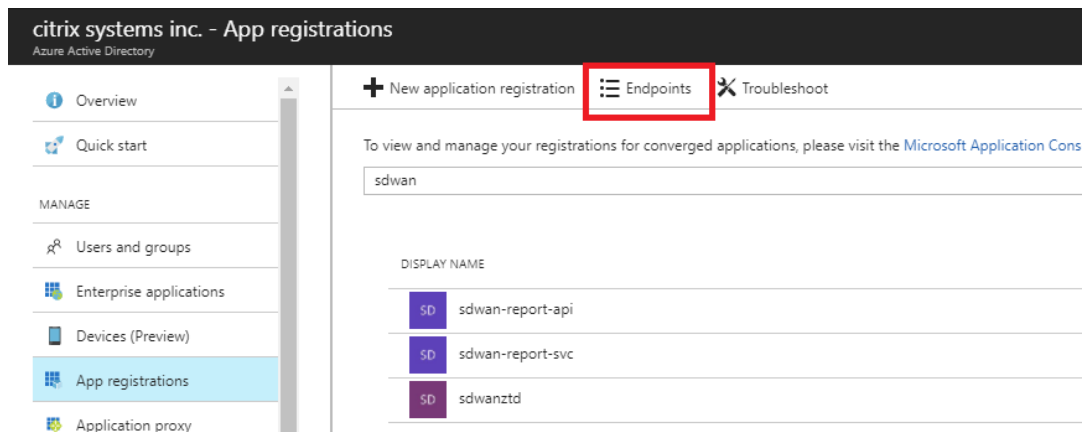 citrix systems inc. - App registrations
Azure Active Directory
Overview
Quick start
MANAGE
Users and groups
Enterprise applications
Devices (Preview)
App registrations
Application proxy
New application registration
Endpoints
Troubleshoot
To view and manage your registrations for converged applications, please visit the Microsoft Application Cons
sdwan
DISPLAY NAME
SD sdwan-report-api
SD sdwan-report-svc
SD sdwanztd